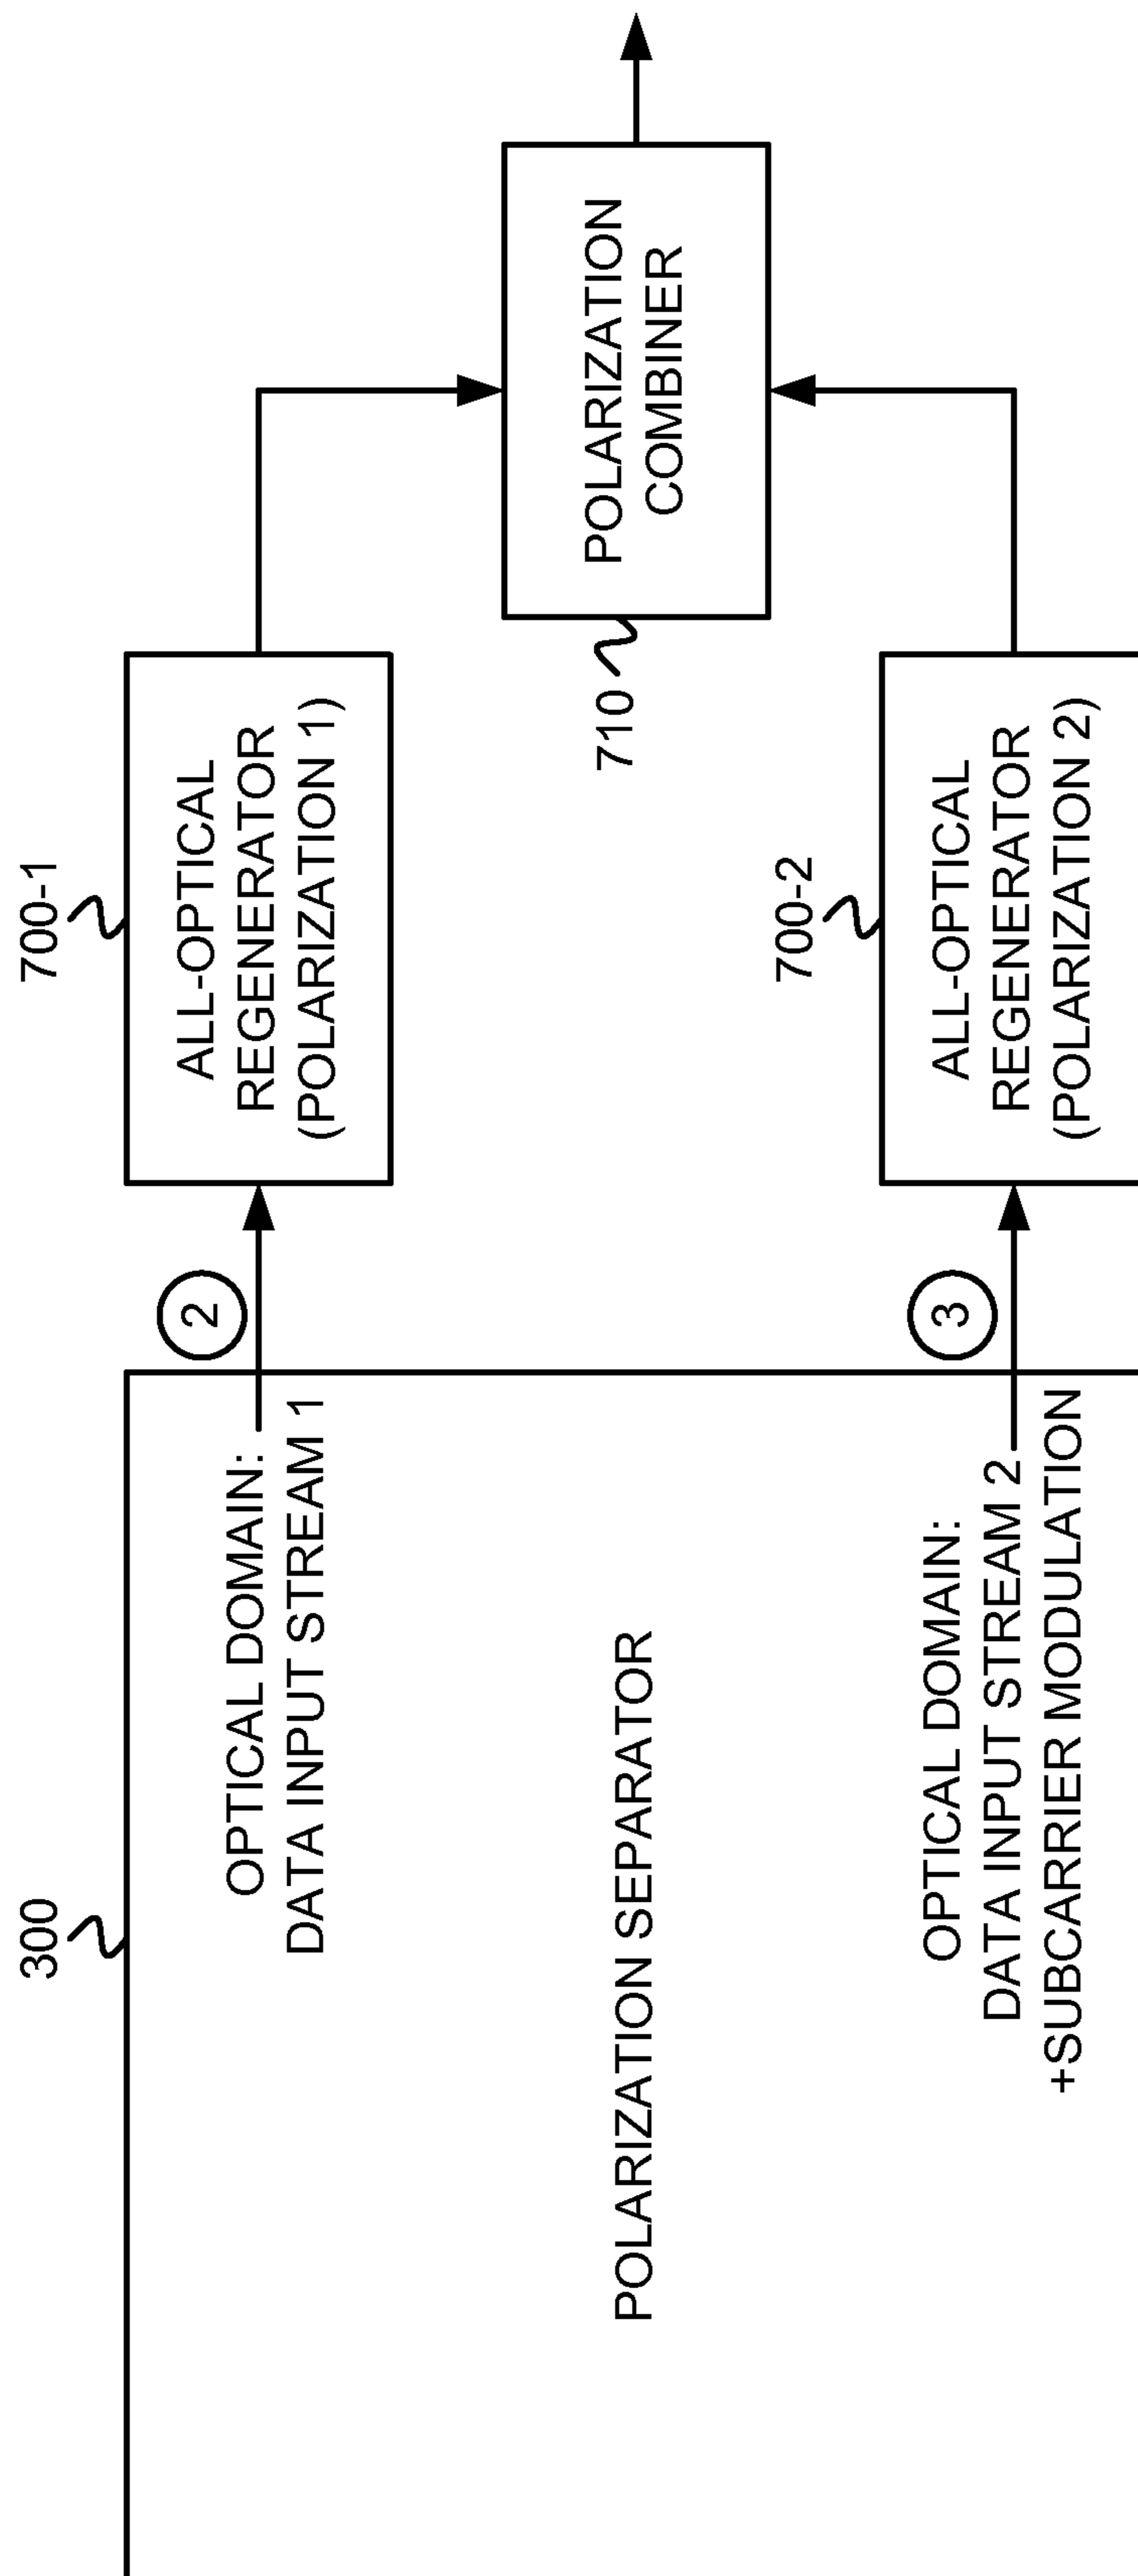 300
OPTICAL DOMAIN:
DATA INPUT STREAM 1
2
700-1
ALL-OPTICAL
REGENERATOR
(POLARIZATION 1)
POLARIZATION SEPARATOR
710
POLARIZATION
COMBINER
OPTICAL DOMAIN:
DATA INPUT STREAM 2
+SUBCARRIER MODULATION
3
700-2
ALL-OPTICAL
REGENERATOR
(POLARIZATION 2)